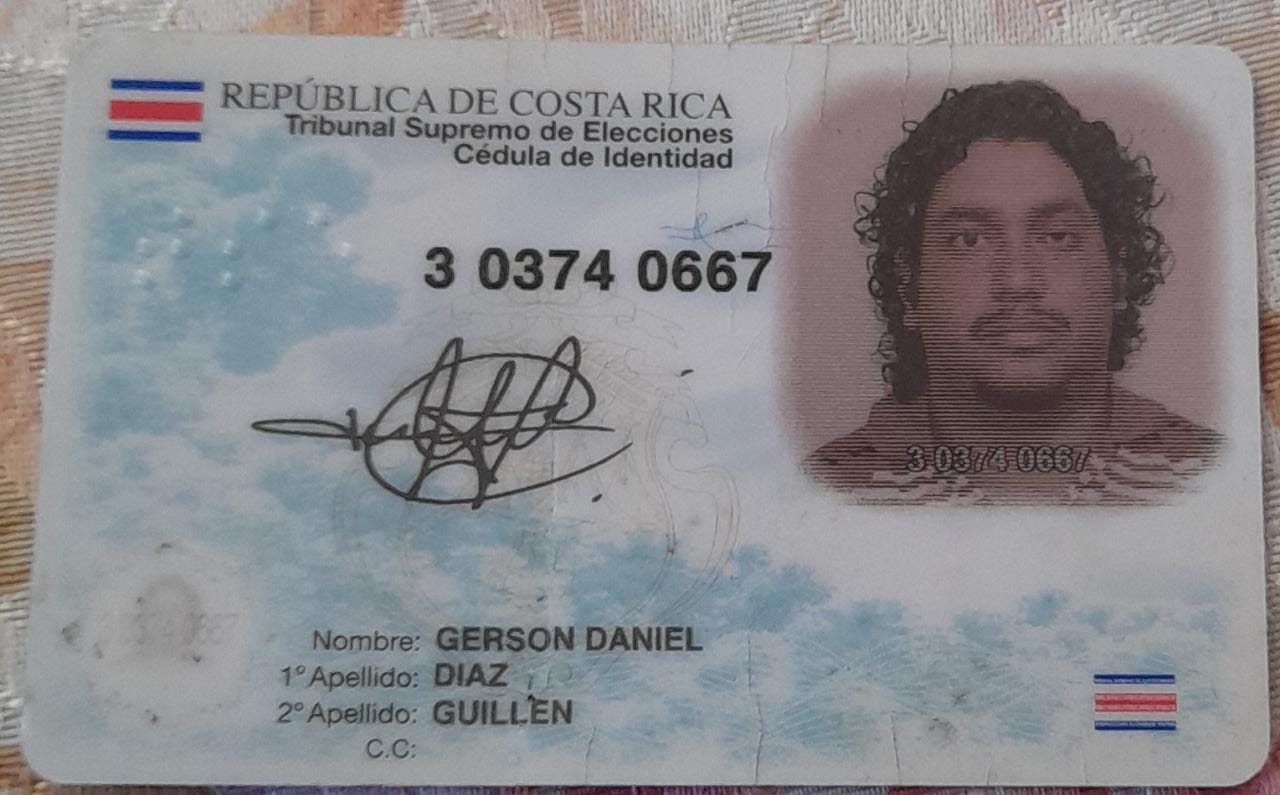 REPÚBLICA DE COSTA RICA
Tribunal Supremo de Elecciones
Cédula de Identidad
3 0374 0667
3 0374 0667
Nombre: GERSON DANIEL
1° Apellido: DIAZ
2° Apellido: GUILLEN
C.C: